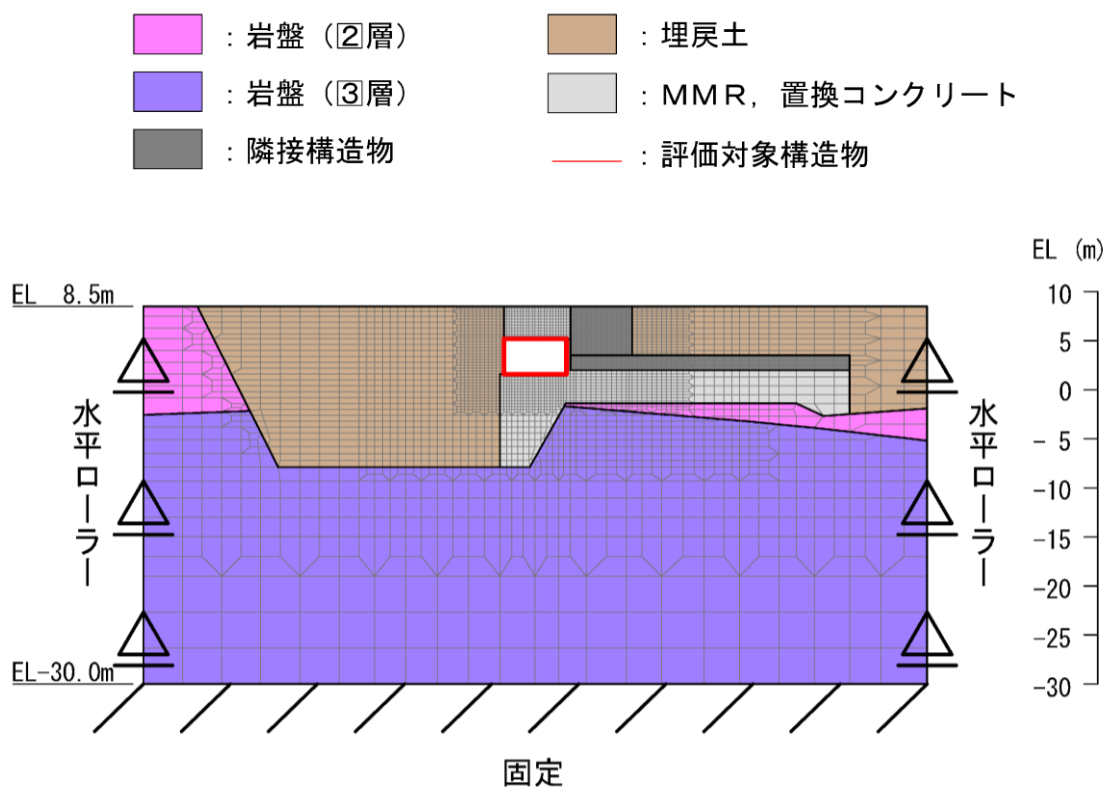 ：岩盤（2層）
：埋戻土
：岩盤（3層）
：ＭＭＲ，置換コンクリート
：隣接構造物
：評価対象構造物
EL (m)
EL 8.5m
10
5
0
- 5
-10
-15
-20
-25
-30
水平ローラー
水平ローラー
EL-30.0m
固定